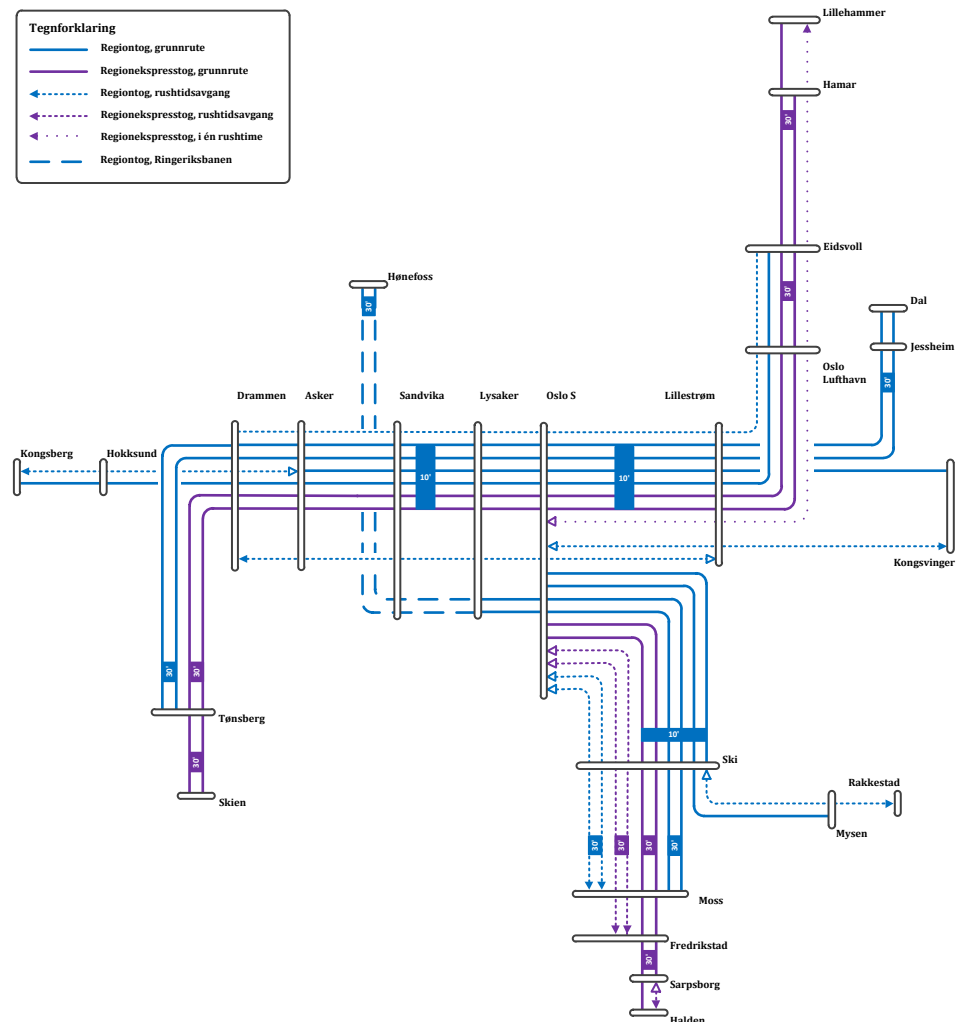 Tegnforklaring
Regiontog, grunnrute
Regionekspresstog, grunnrute
Regiontog, rushtidsavgang
Regionekspresstog, rushtidsavgang
Regionekspresstog, i én rushtime
Regiontog, Ringeriksbanen
Lillehammer
Hamar
30'
Eidsvoll
Hønefoss
30'
30'
Dal
Jessheim
Oslo
Lufthavn
30'
Drammen
Asker
Sandvika
Lysaker
Oslo S
Lillestrøm
Kongsberg
Hokksund
10'
10'
Kongsvinger
30'
30'
Tønsberg
10'
Ski
30'
Skien
Rakkestad
Mysen
30'
30'
30'
30'
Moss
Fredrikstad
30'
Sarpsborg
Halden